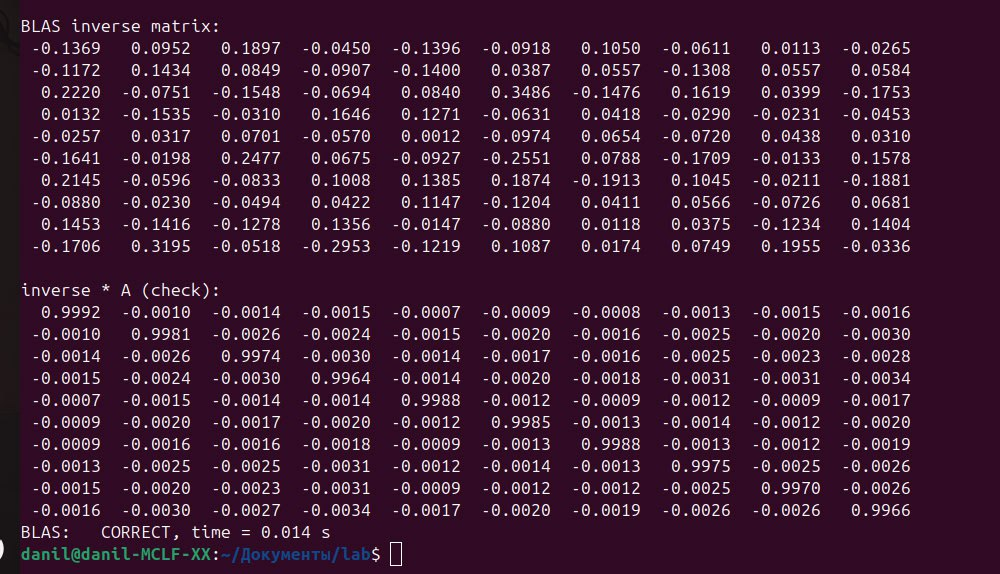 BLAS inverse matrix:
-0.1369 0.0952 0.1897 -0.0450 -0.1396 -0.0918 0.1050 -0.0611 0.0113 -0.0265
-0.1172 0.1434 0.0849 -0.0907 -0.1400 0.0387 0.0557 -0.1308 0.0557 0.0584
0.2220 -0.0751 -0.1548 -0.0694 0.0840 0.3486 -0.1476 0.1619 0.0399 -0.1753
0.0132 -0.1535 -0.0310 0.1646 0.1271 -0.0631 0.0418 -0.0290 -0.0231 -0.0453
-0.0257 0.0317 0.0701 -0.0570 0.0012 -0.0974 0.0654 -0.0720 0.0438 0.0310
-0.1641 -0.0198 0.2477 0.0675 -0.0927 -0.2551 0.0788 -0.1709 -0.0133 0.1578
0.2145 -0.0596 -0.0833 0.1008 0.1385 0.1874 -0.1913 0.1045 -0.0211 -0.1881
-0.0880 -0.0230 -0.0494 0.0422 0.1147 -0.1204 0.0411 0.0566 -0.0726 0.0681
0.1453 -0.1416 -0.1278 0.1356 -0.0147 -0.0880 0.0118 0.0375 -0.1234 0.1404
-0.1706 0.3195 -0.0518 -0.2953 -0.1219 0.1087 0.0174 0.0749 0.1955 -0.0336
inverse * A (check):
0.9992 -0.0010 -0.0014 -0.0015 -0.0007 -0.0009 -0.0008 -0.0013 -0.0015 -0.0016
-0.0010 0.9981 -0.0026 -0.0024 -0.0015 -0.0020 -0.0016 -0.0025 -0.0020 -0.0030
-0.0014 -0.0026 0.9974 -0.0030 -0.0014 -0.0017 -0.0016 -0.0025 -0.0023 -0.0028
-0.0015 -0.0024 -0.0030 0.9964 -0.0014 -0.0020 -0.0018 -0.0031 -0.0031 -0.0034
-0.0007 -0.0015 -0.0014 -0.0014 0.9988 -0.0012 -0.0009 -0.0012 -0.0009 -0.0017
-0.0009 -0.0020 -0.0017 -0.0020 -0.0012 0.9985 -0.0013 -0.0014 -0.0012 -0.0020
-0.0009 -0.0016 -0.0016 -0.0018 -0.0009 -0.0013 0.9988 -0.0013 -0.0012 -0.0019
-0.0013 -0.0025 -0.0025 -0.0031 -0.0012 -0.0014 -0.0013 0.9975 -0.0025 -0.0026
-0.0015 -0.0020 -0.0023 -0.0031 -0.0009 -0.0012 -0.0012 -0.0025 0.9970 -0.0026
-0.0016 -0.0030 -0.0027 -0.0034 -0.0017 -0.0020 -0.0019 -0.0026 -0.0026 0.9966
BLAS: CORRECT, time = 0.014 s
danil@danil-MCLF-XX:~/Документы/lab$